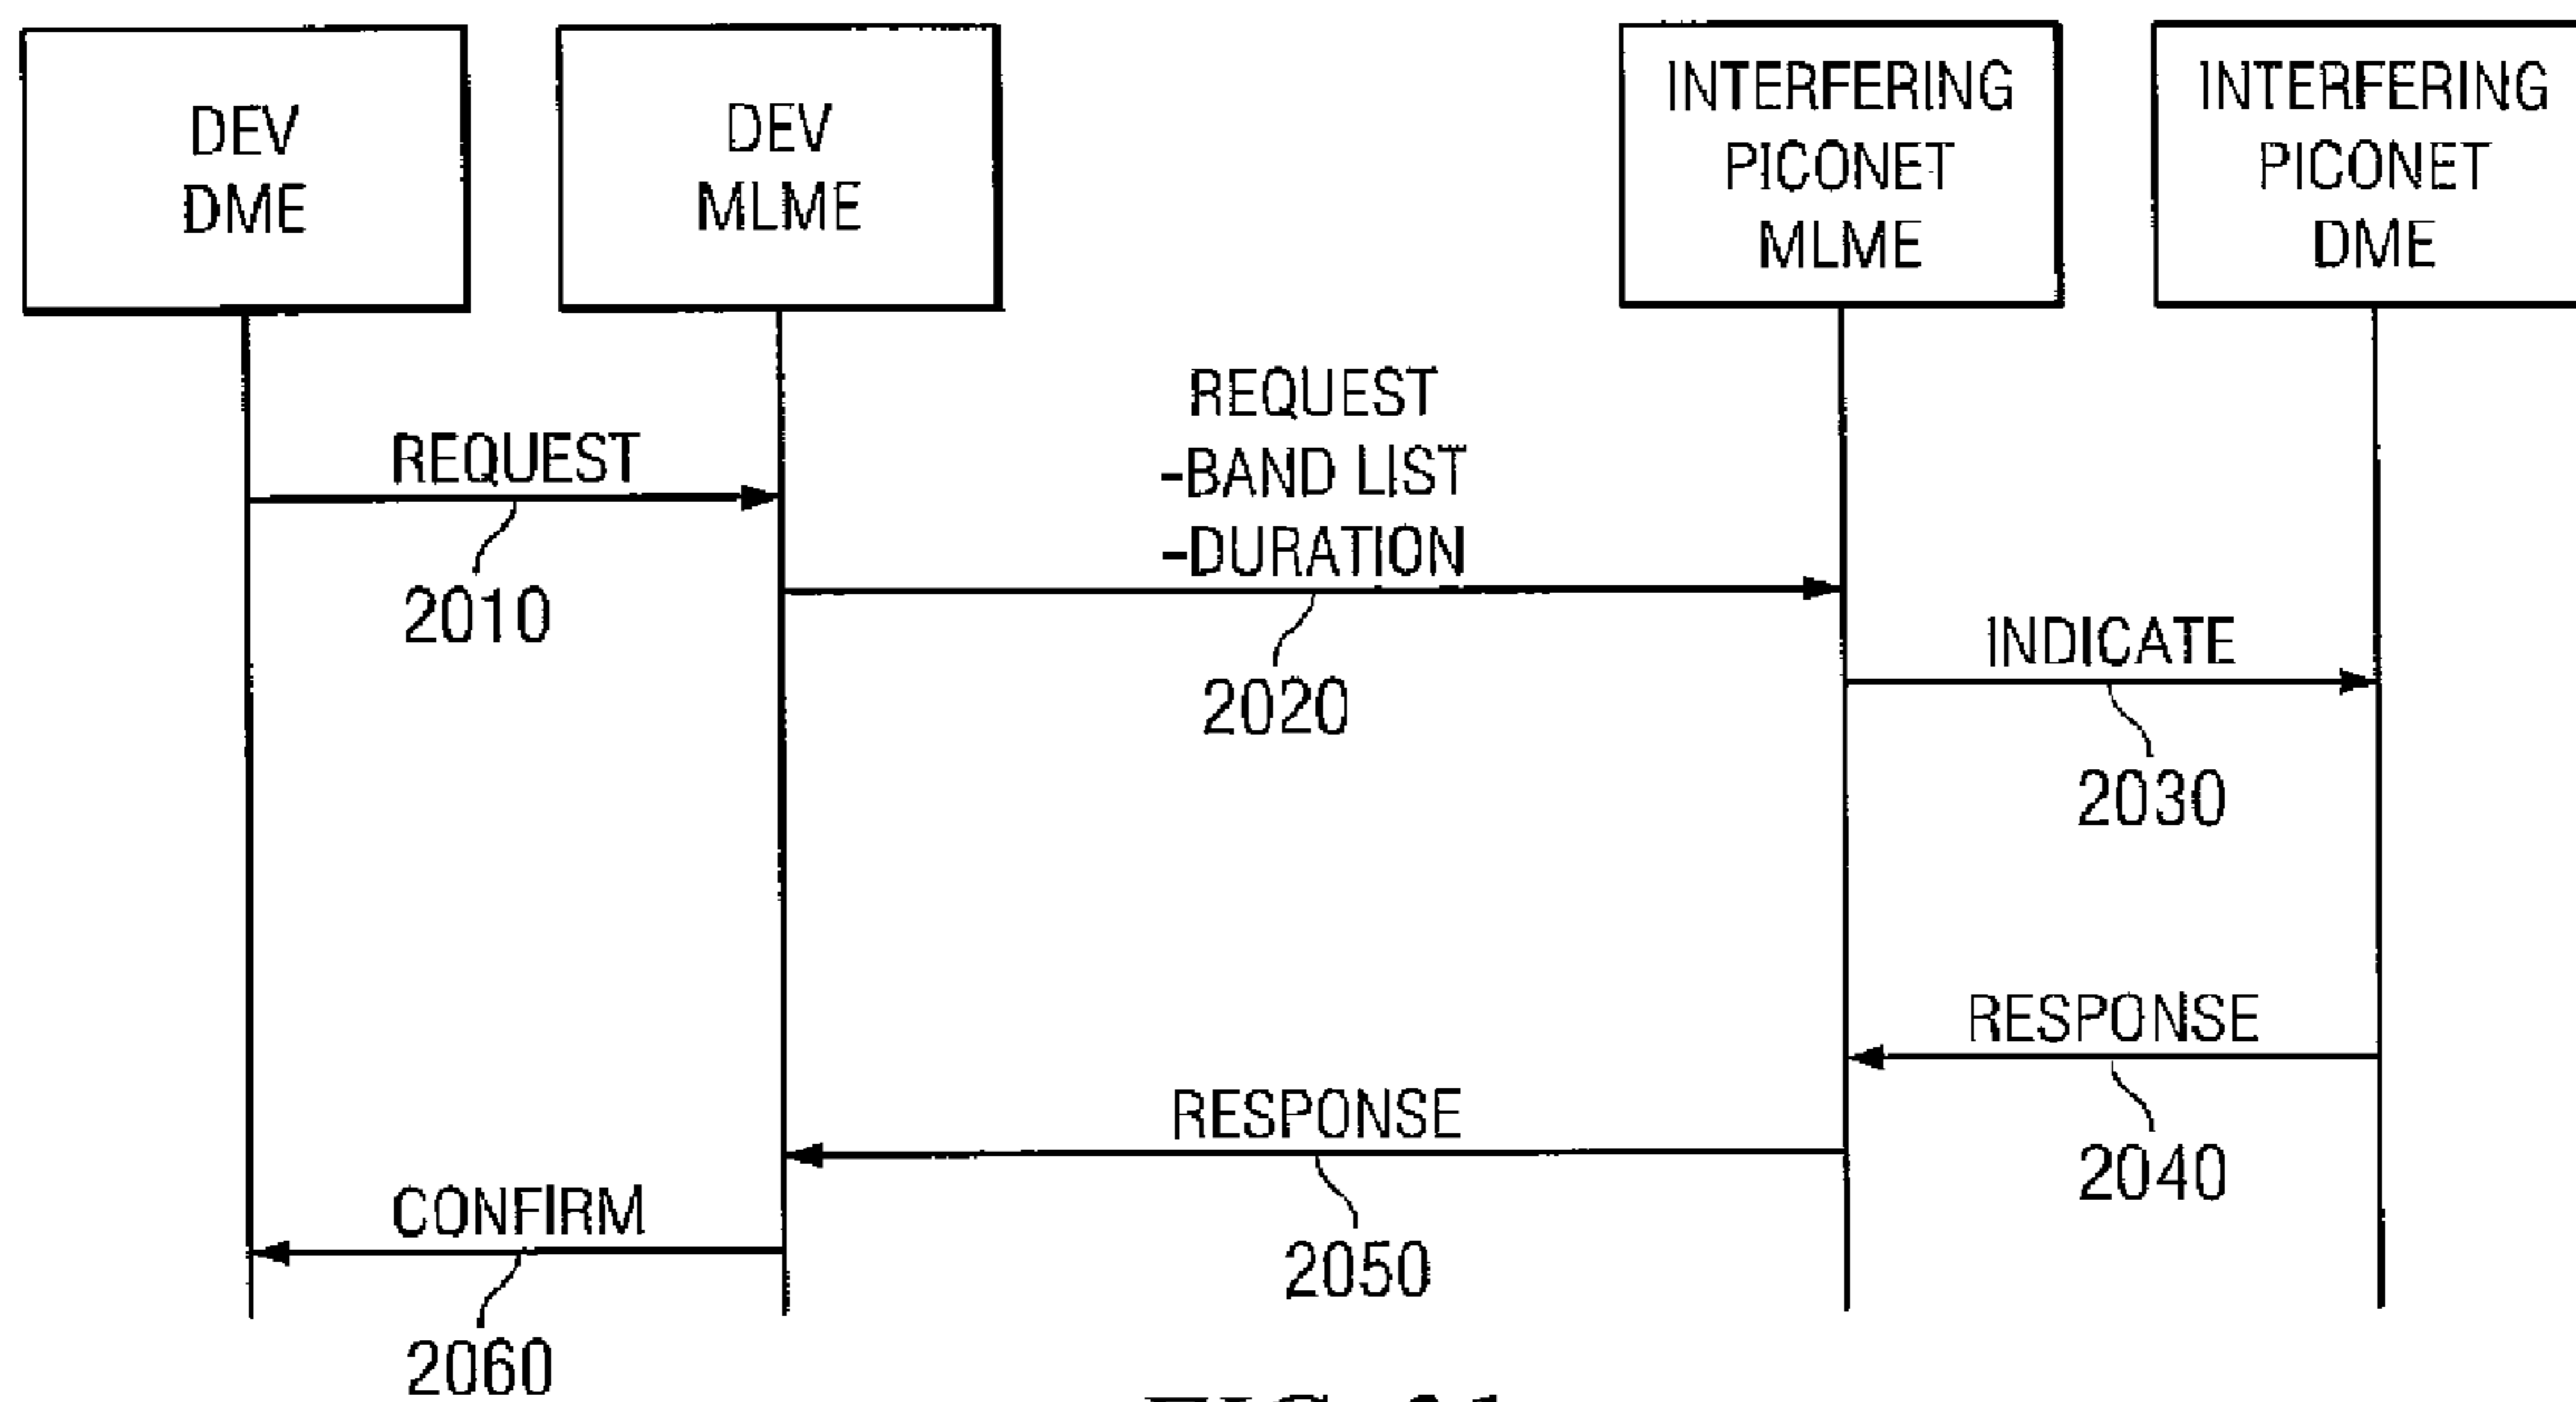 DEV
DME
DEV
MLME
INTERFERING
PICONET
MLME
INTERFERING
PICONET
DME
REQUEST
2010
REQUEST
-BAND LIST
-DURATION
2020
INDICATE
2030
RESPONSE
2040
RESPONSE
2050
CONFIRM
2060